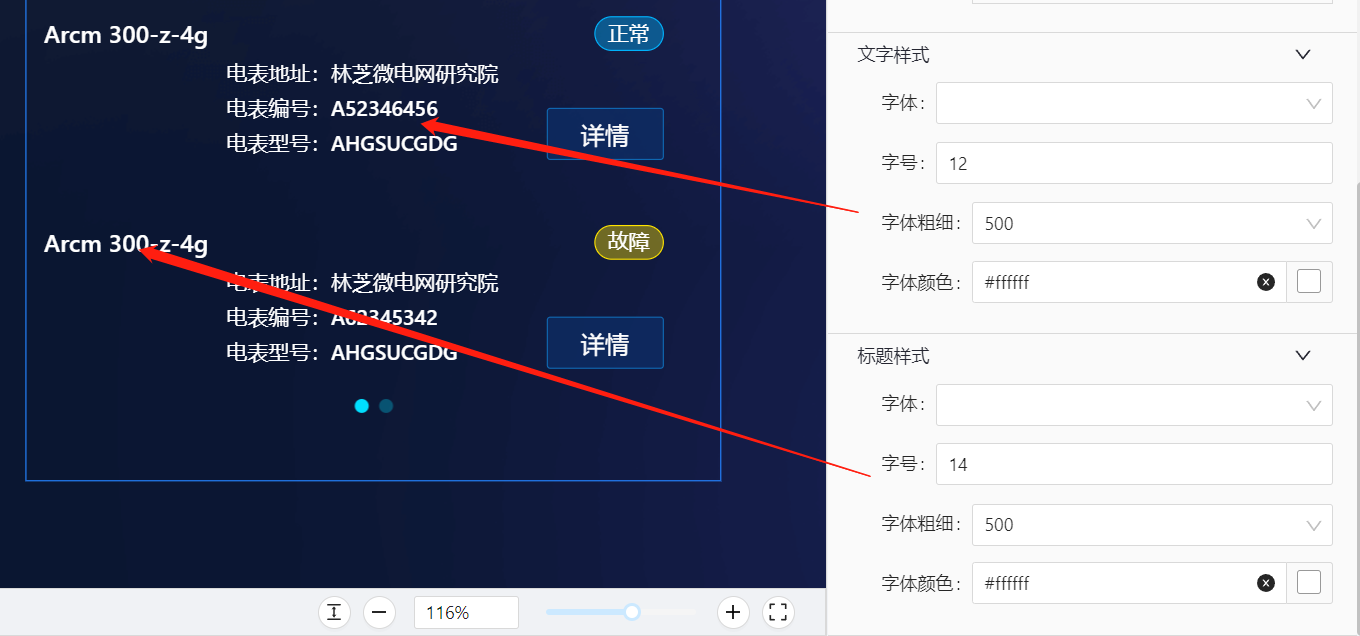 Arcm 300-z-4g
正常
电表地址：林芝微电网研究院
电表编号：A52346456
电表型号：AHGSUCGDG
详情
Arcm 300-z-4g
故障
电表地址：林芝微电网研究院
电表编号：A62345342
电表型号：AHGSUCGDG
详情
116%
文字样式
字体：
字号：12
字体粗细：500
字体颜色：#ffffff
标题样式
字体：
字号：14
字体粗细：500
字体颜色：#ffffff